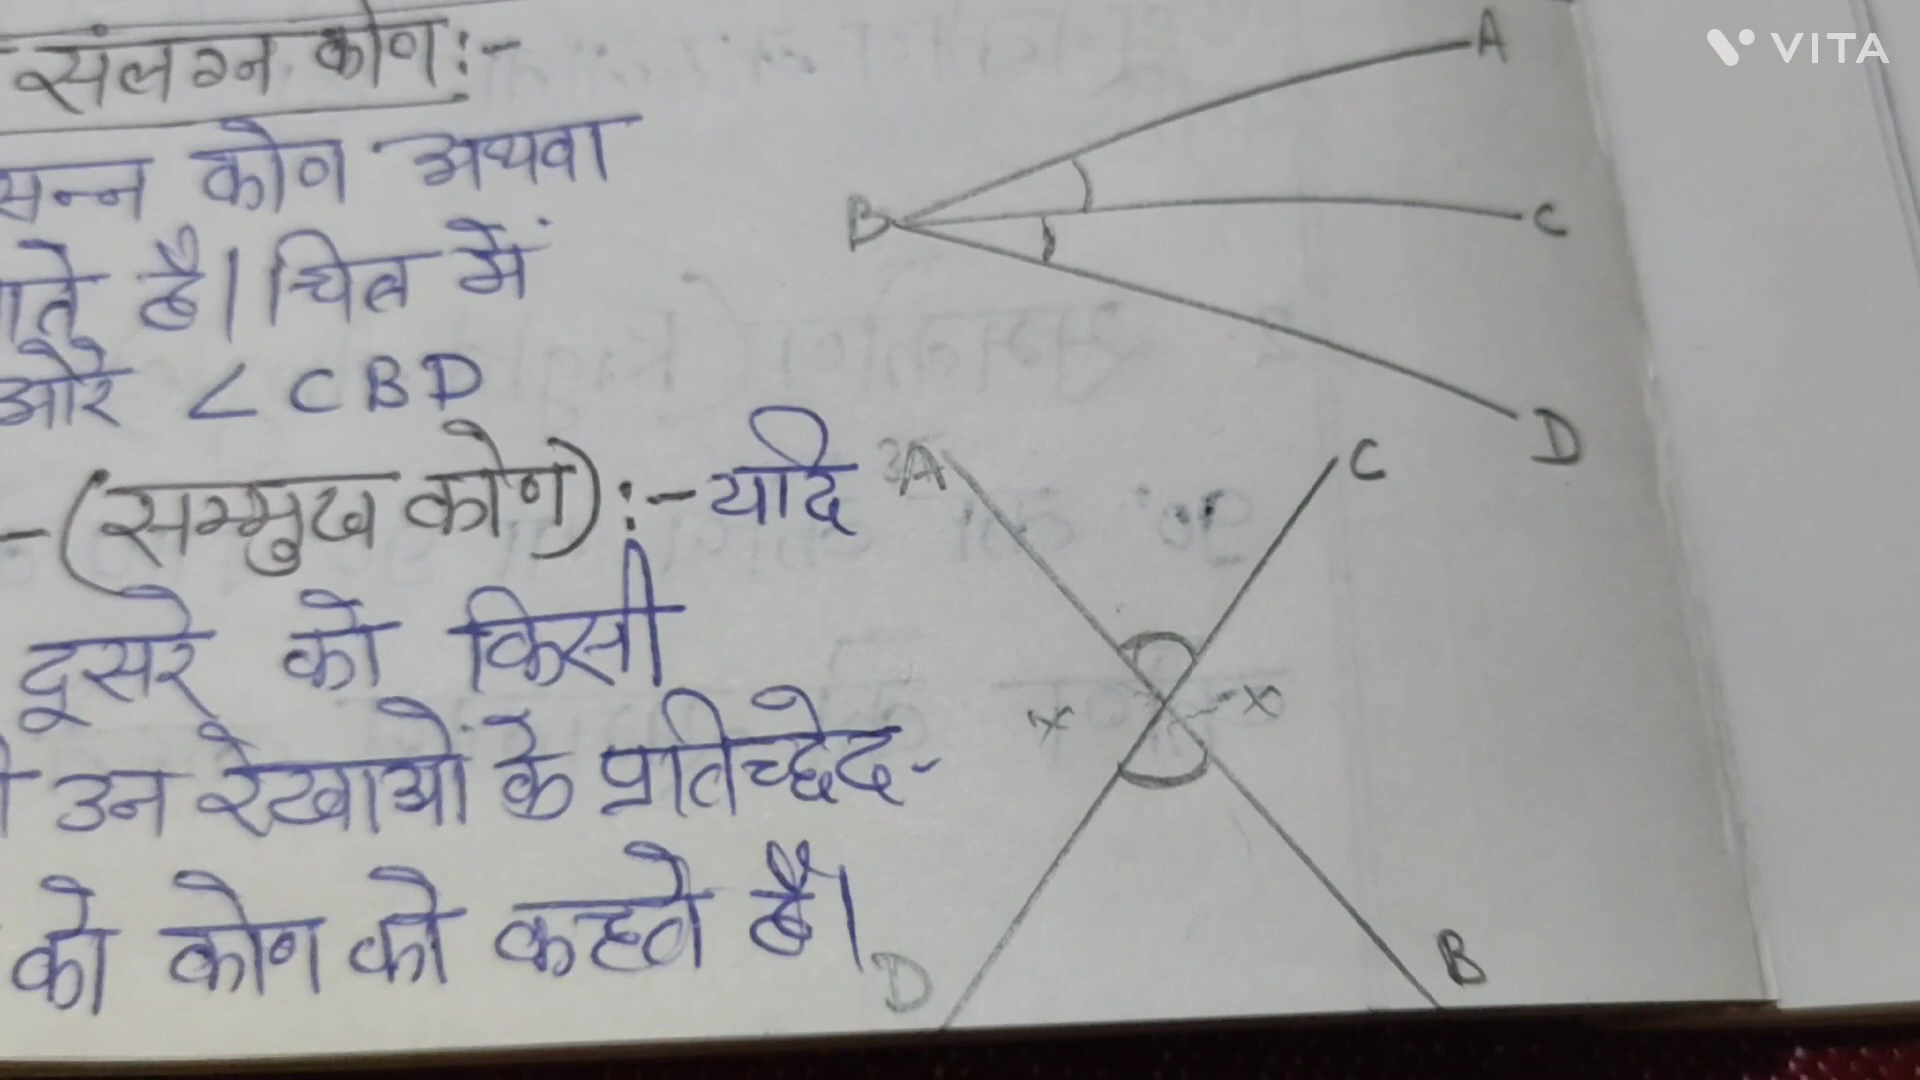 संलग्न कोण:-
सन्न कोण अथवा
ाते है। चित्र में
और ∠CBD
-(सम्मुख कोण):- यदि
दूसरे को किसी
उन रेखाओं के प्रतिच्छेद-
को कोण को कहते है।
A
B
C
D
A
C
x
x
D
B
VITA